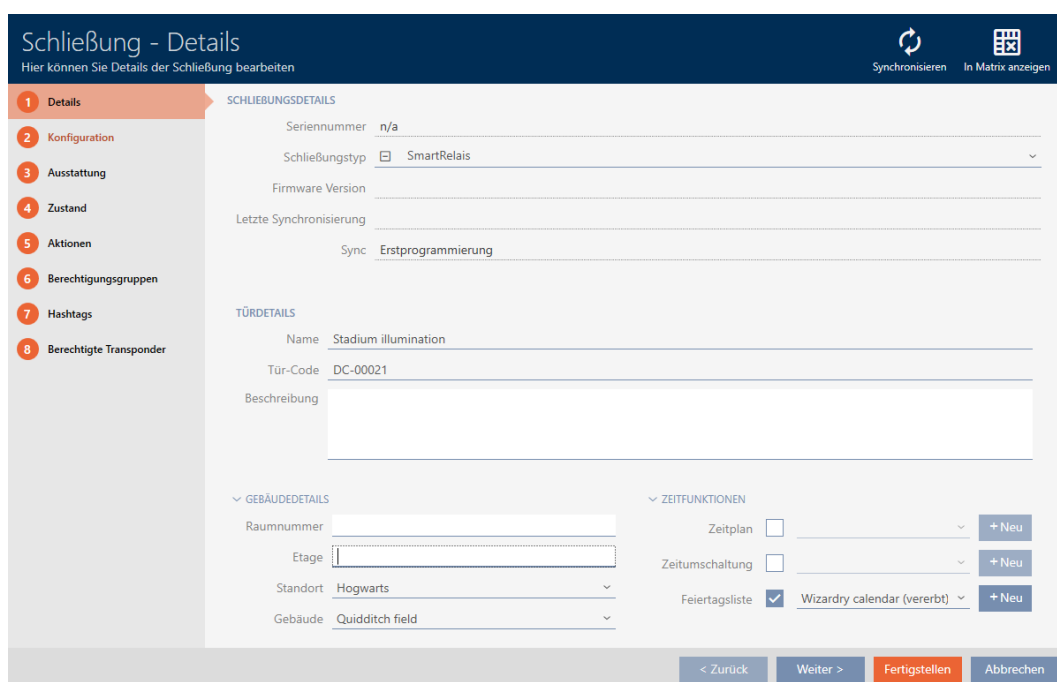 Schließung - Details
Hier können Sie Details der Schließung bearbeiten
Synchronisieren
In Matrix anzeigen
1 Details
2 Konfiguration
3 Ausstattung
4 Zustand
5 Aktionen
6 Berechtigungsgruppen
7 Hashtags
8 Berechtigte Transponder
SCHLIEßUNGSDETAILS
Seriennummer n/a
Schließungstyp SmartRelais
Firmware Version
Letzte Synchronisierung
Sync Erstprogrammierung
TÜRDETAILS
Name Stadium illumination
Tür-Code DC-00021
Beschreibung
GEBÄUDEDETAILS
Raumnummer
Etage
Standort Hogwarts
Gebäude Quidditch field
ZEITFUNKTIONEN
Zeitplan + Neu
Zeitumschaltung + Neu
Feiertagsliste Wizardry calendar (vererbt) + Neu
< Zurück Weiter > Fertigstellen Abbrechen